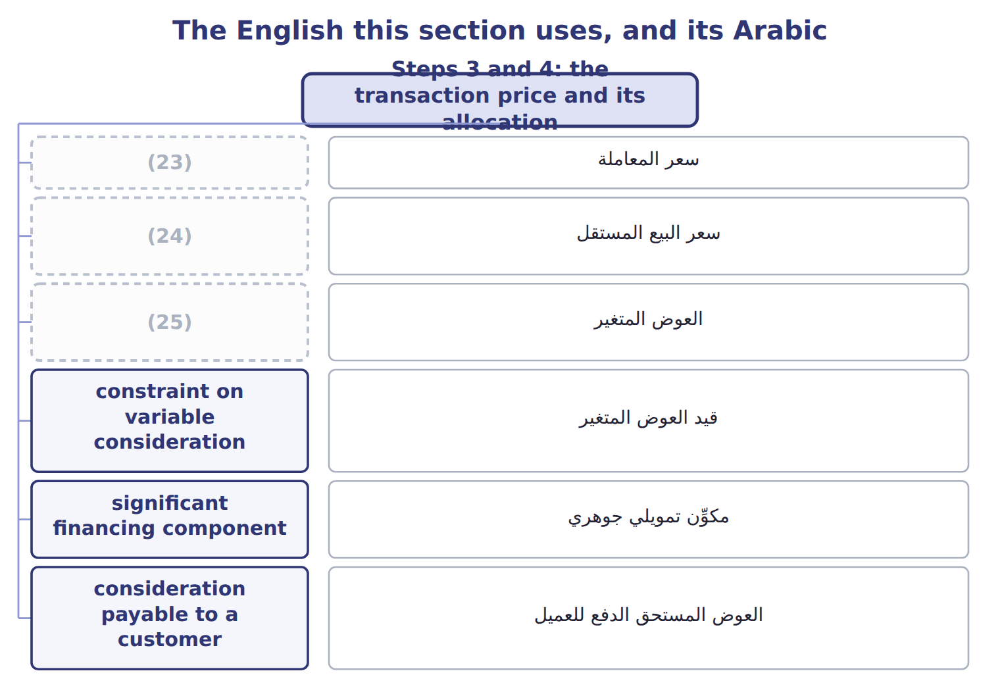 The English this section uses, and its Arabic
Steps 3 and 4: the
transaction price and its
allocation
(23)
سعر المعاملة
(24)
سعر البيع المستقل
(25)
العوض المتغير
constraint on
variable
consideration
قيد العوض المتغير
significant
financing component
مكوِّن تمويلي جوهري
consideration
payable to a
customer
العوض المستحق الدفع للعميل